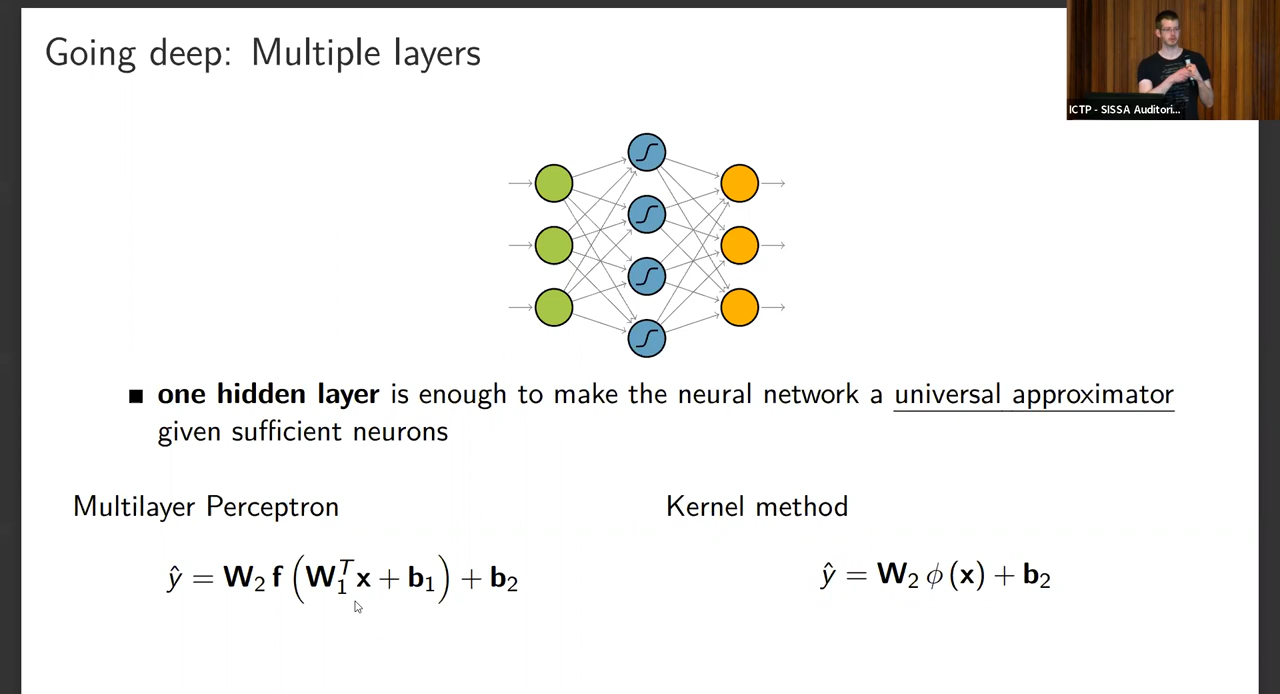 Going deep: Multiple layers
ICTP - SISSA Auditori...
■ one hidden layer is enough to make the neural network a universal approximator
given sufficient neurons
Multilayer Perceptron
Kernel method
ŷ = W₂ f (W₁ᵀx + b₁) + b₂
ŷ = W₂ ϕ (x) + b₂